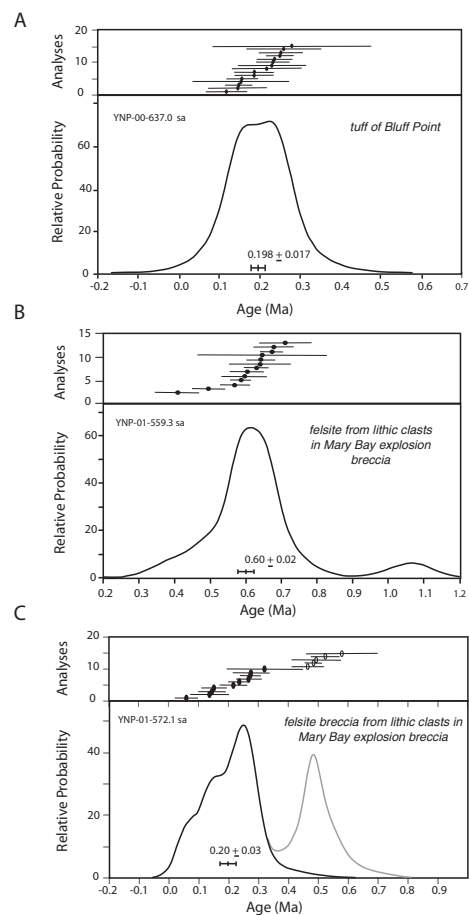 A
20
15
10
5
0
Analyses
YNP-00-637.0 sa
tuff of Bluff Point
60
40
20
0
Relative Probability
0.198 ± 0.017
-0.2 -0.1 0.0 0.1 0.2 0.3 0.4 0.5 0.6 0.7
Age (Ma)
B
15
10
5
0
Analyses
YNP-01-559.3 sa
felsite from lithic clasts
in Mary Bay explosion
breccia
60
40
20
0
Relative Probability
0.60 ± 0.02
0.2 0.3 0.4 0.5 0.6 0.7 0.8 0.9 1.0 1.1 1.2
Age (Ma)
C
20
10
0
Analyses
YNP-01-572.1 sa
felsite breccia from lithic clasts in
Mary Bay explosion breccia
60
40
20
0
Relative Probability
0.20 ± 0.03
-0.2 -0.1 0.0 0.1 0.2 0.3 0.4 0.5 0.6 0.7 0.8 0.9
Age (Ma)